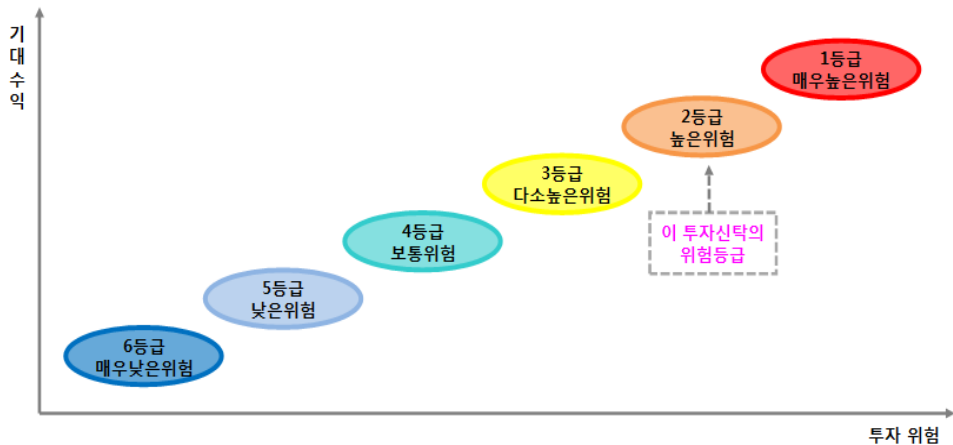 기
대
수
익
1등급
매우높은위험
2등급
높은위험
3등급
다소높은위험
이 투자신탁의
위험등급
4등급
보통위험
5등급
낮은위험
6등급
매우낮은위험
투자 위험